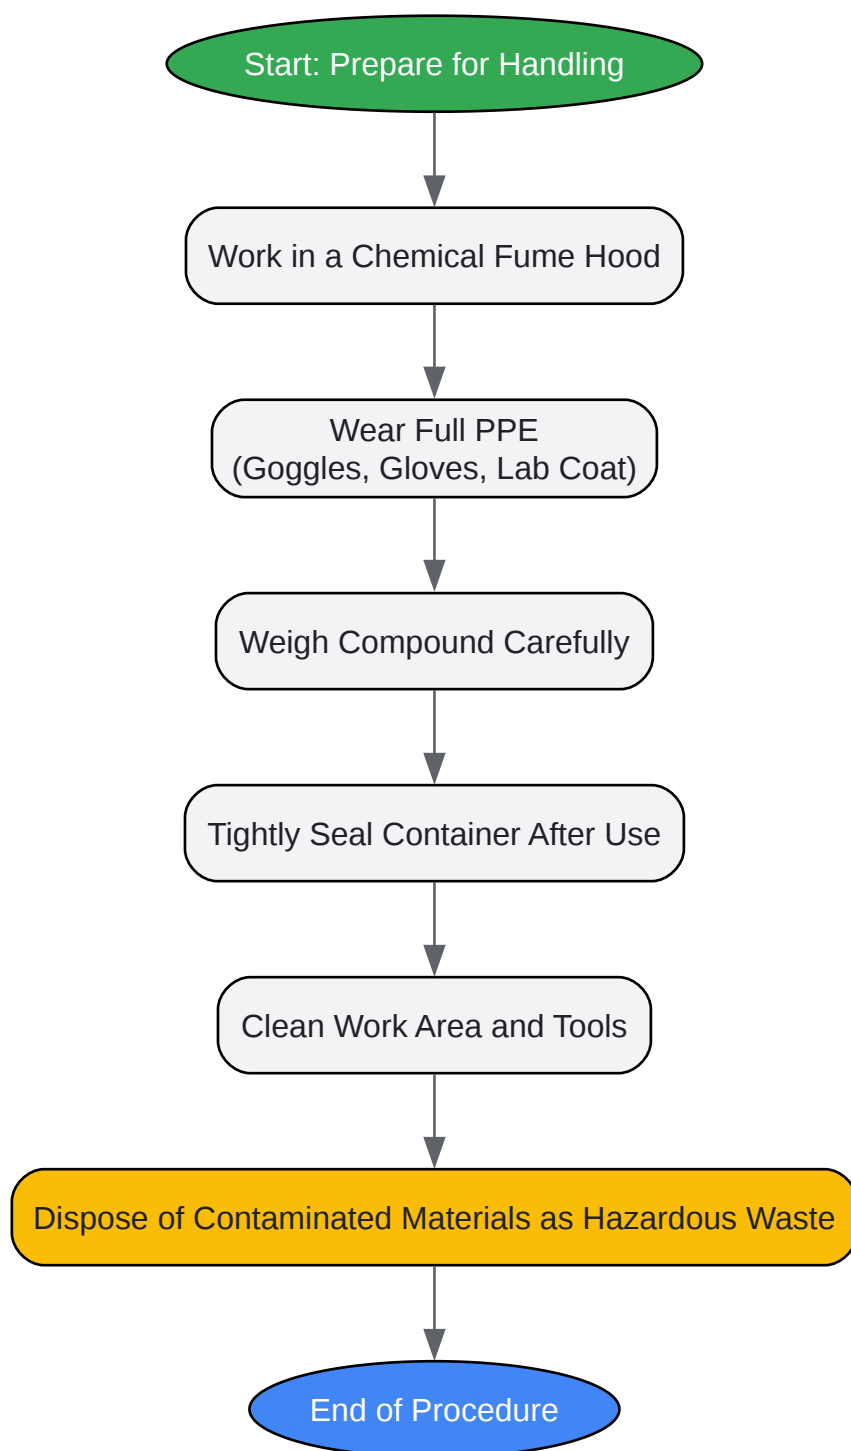 Start: Prepare for Handling
Work in a Chemical Fume Hood
Wear Full PPE
(Goggles, Gloves, Lab Coat)
Weigh Compound Carefully
Tightly Seal Container After Use
Clean Work Area and Tools
Dispose of Contaminated Materials as Hazardous Waste
End of Procedure